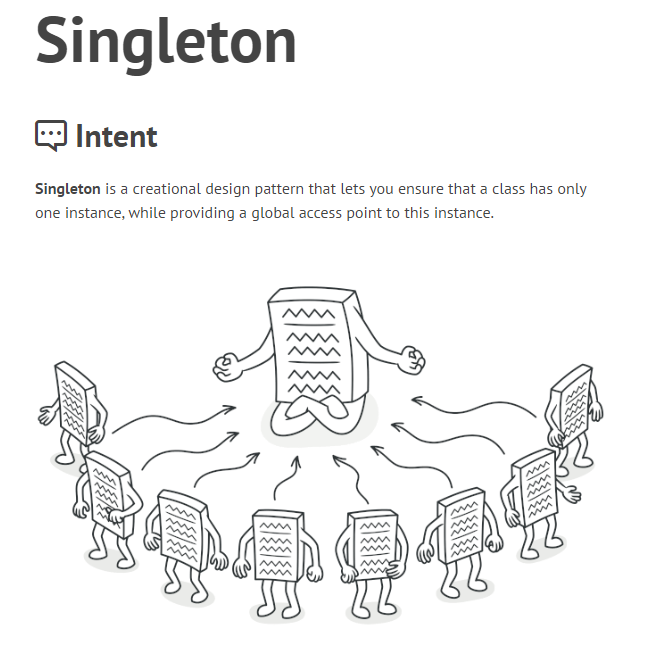 Singleton
Intent
Singleton is a creational design pattern that lets you ensure that a class has only
one instance, while providing a global access point to this instance.